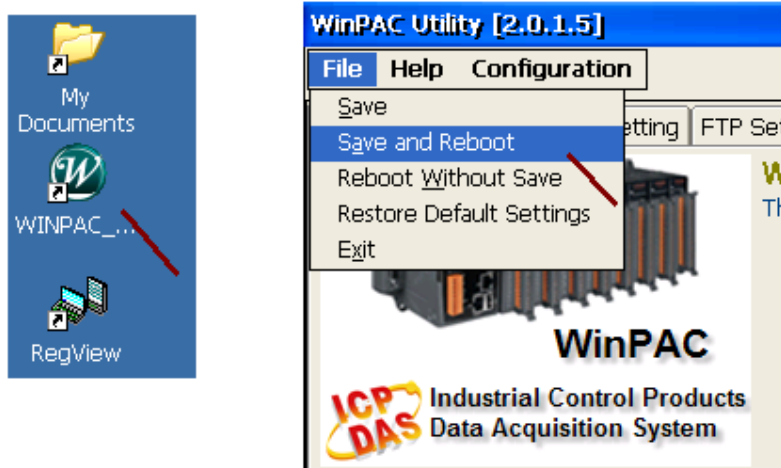 My
Documents
WINPAC_...
RegView
WinPAC Utility [2.0.1.5]
File Help Configuration
Save
Save and Reboot
Reboot Without Save
Restore Default Settings
Exit
etting FTP Se
W
Th
WinPAC
ICP DAS
Industrial Control Products
Data Acquisition System